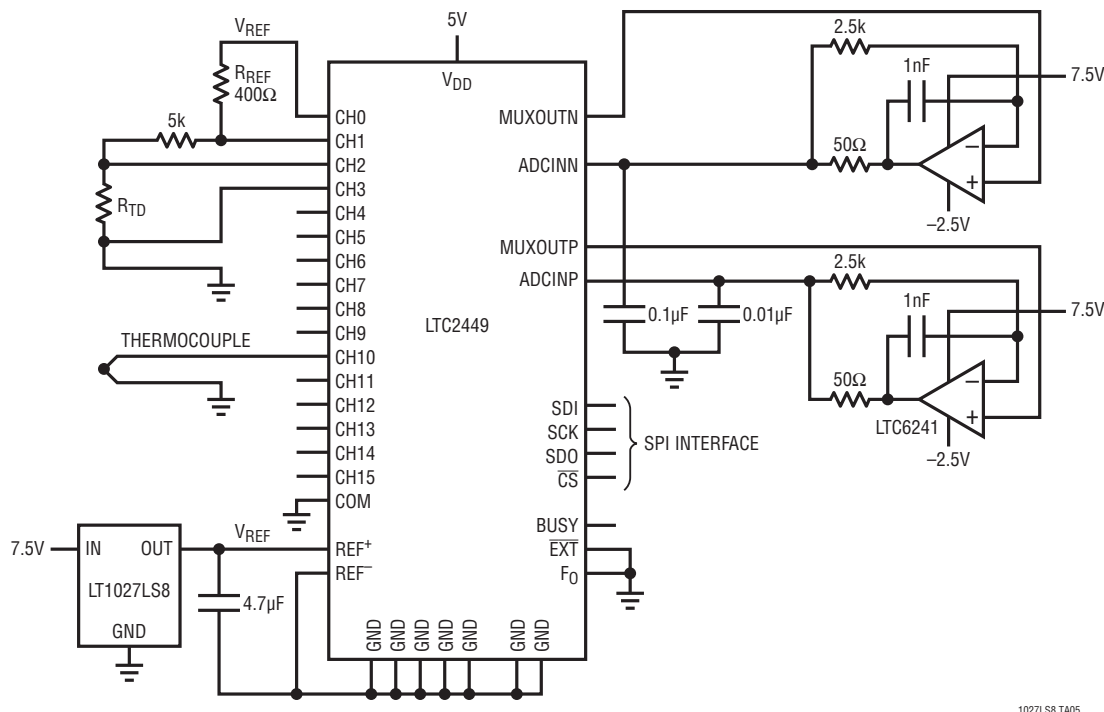 5V
VREF
RREF
400Ω
5k
RTD
VDD
CH0
CH1
CH2
CH3
CH4
CH5
CH6
CH7
CH8
CH9
CH10
CH11
CH12
CH13
CH14
CH15
COM
REF+
REF−
THERMOCOUPLE
LTC2449
MUXOUTN
ADCINN
MUXOUTP
ADCINP
SDI
SCK
SDO
CS
SPI INTERFACE
BUSY
EXT
FO
GND
GND
GND
GND
GND
GND
GND
2.5k
1nF
7.5V
50Ω
−
+
–2.5V
2.5k
1nF
7.5V
50Ω
−
+
LTC6241
–2.5V
0.1µF
0.01µF
7.5V
IN
OUT
LT1027LS8
GND
VREF
4.7µF
1027LS8 TA05